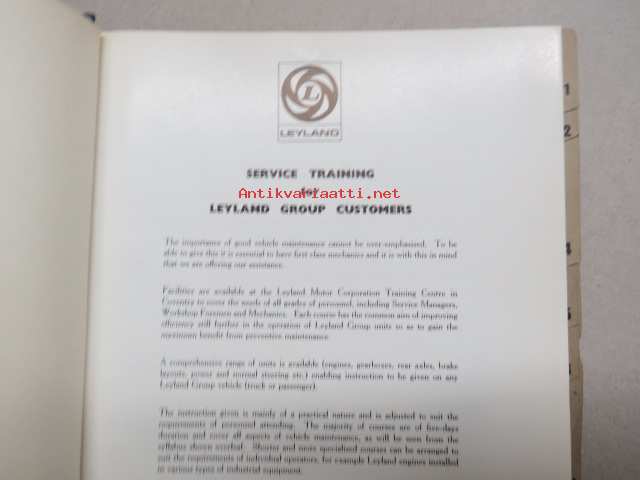 L
LEYLAND
SERVICE TRAINING
for
Antikvariaatti.net
LEYLAND GROUP CUSTOMERS
The importance of good vehicle maintenance cannot be over-emphasized. To be
able to give this it is essential to have first class mechanics and it is with this in mind
that we are offering our assistance.
Facilities are available at the Leyland Motor Corporation Training Centre in
Coventry to cover the needs of all grades of personnel, including Service Managers,
Workshop Foremen and Mechanics. Each course has the common aim of improving
efficiency still further in the operation of Leyland Group units so as to gain the
maximum benefit from preventive maintenance.
A comprehensive range of units is available (engines, gearboxes, rear axles, brake
layouts, power and normal steering etc.) enabling instruction to be given on any
Leyland Group vehicle (truck or passenger).
The instruction given is mainly of a practical nature and is adjusted to suit the
requirements of personnel attending. The majority of courses are of five-days
duration and cover all aspects of vehicle maintenance, as will be seen from the
syllabus shown overleaf. Shorter and more specialised courses can be arranged to
suit the requirements of individual operators, for example Leyland engines installed
in various types of industrial equipment.
1
2
4
5